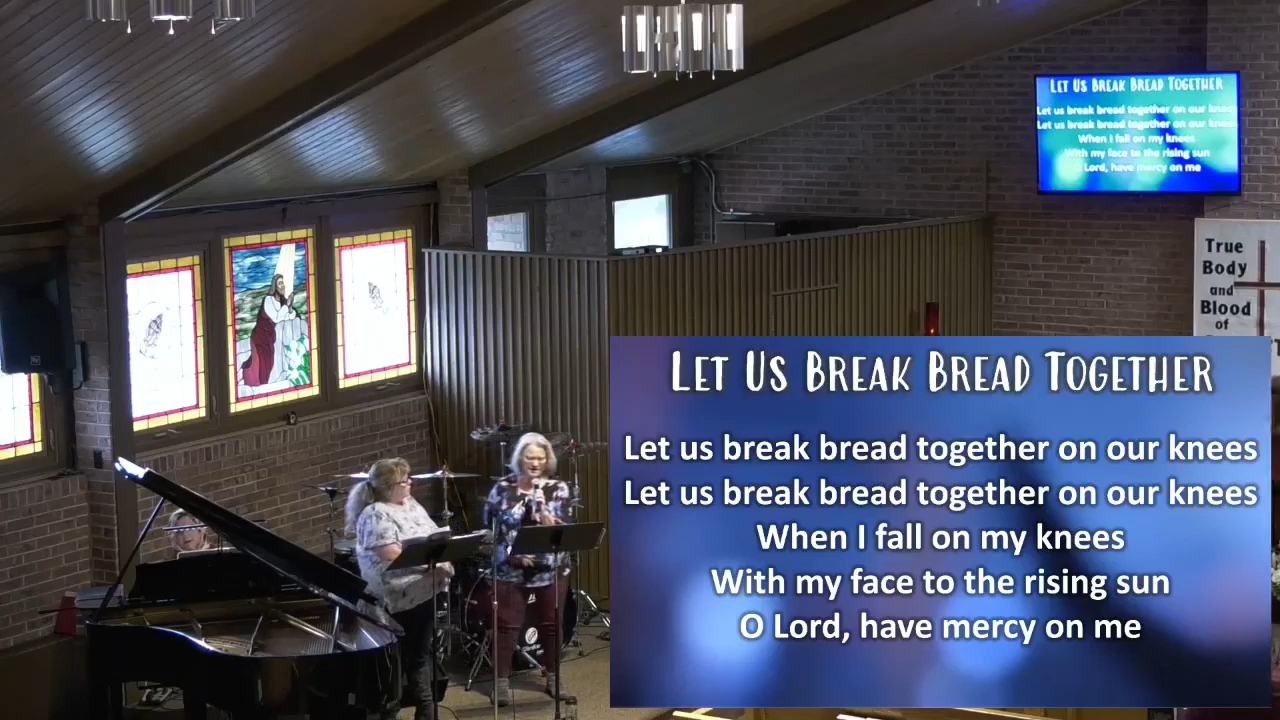 LET US BREAK BREAD TOGETHER
Let us break bread together on our knees
Let us break bread together on our knees
When I fall on my knees
With my face to the rising sun
O Lord, have mercy on me
True
Body
and
Blood
of
LET US BREAK BREAD TOGETHER
Let us break bread together on our knees
Let us break bread together on our knees
When I fall on my knees
With my face to the rising sun
O Lord, have mercy on me